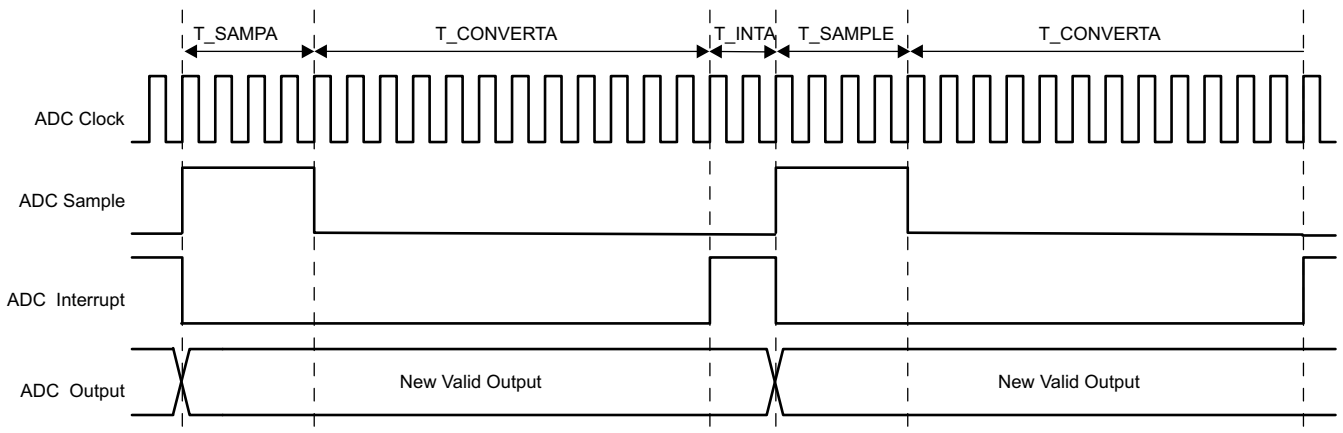 T_SAMPA T_CONVERTA T_INTA T_SAMPLE T_CONVERTA
ADC Clock
ADC Sample
ADC Interrupt
ADC Output New Valid Output New Valid Output